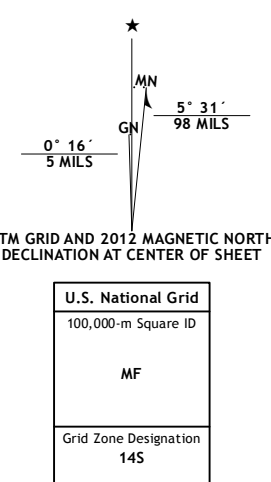 ★
MN
5° 31´
98 MILS
GN
0° 16´
5 MILS
TM GRID AND 2012 MAGNETIC NORTH
DECLINATION AT CENTER OF SHEET
U.S. National Grid
100,000-m Square ID
MF
Grid Zone Designation
14S